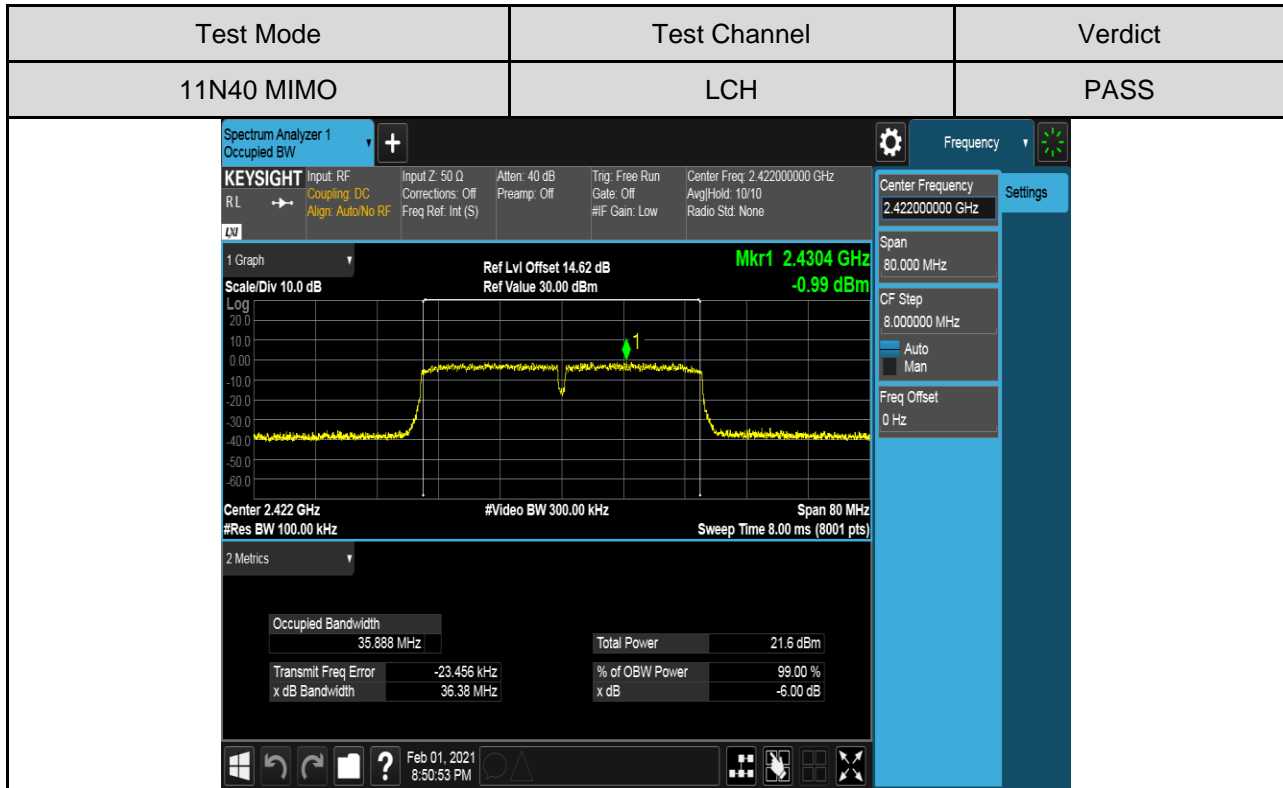 Test Mode Test Channel Verdict
11N40 MIMO LCH PASS
Spectrum Analyzer 1
Occupied BW
+
Frequency
KEYSIGHT Input: RF Input Z: 50 Ω Atten: 40 dB Trig: Free Run Center Freq: 2.422000000 GHz
RL Coupling: DC Corrections: Off Preamp: Off Gate: Off Avg|Hold: 10/10
Align: Auto/No RF Freq Ref: Int (S) #IF Gain: Low Radio Std: None
LXI
Center Frequency
2.422000000 GHz
Settings
Span
80.000 MHz
CF Step
8.000000 MHz
Auto
Man
Freq Offset
0 Hz
1 Graph
Ref Lvl Offset 14.62 dB
Mkr1 2.4304 GHz
Scale/Div 10.0 dB
Ref Value 30.00 dBm
-0.99 dBm
Log
20.0
10.0
0.00
-10.0
-20.0
-30.0
-40.0
-50.0
-60.0
1
Center 2.422 GHz #Video BW 300.00 kHz Span 80 MHz
#Res BW 100.00 kHz Sweep Time 8.00 ms (8001 pts)
2 Metrics
Occupied Bandwidth
35.888 MHz
Total Power 21.6 dBm
Transmit Freq Error -23.456 kHz % of OBW Power 99.00 %
x dB Bandwidth 36.38 MHz x dB -6.00 dB
?
Feb 01, 2021
8:50:53 PM